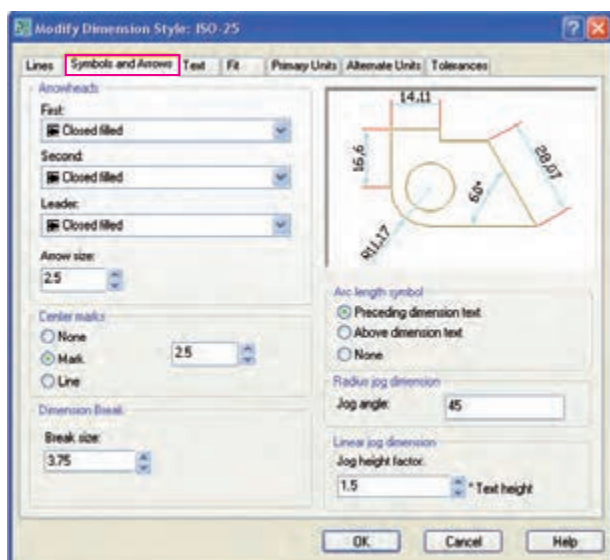 Modify Dimension Style: ISO-25
Lines Symbols and Arrows Text Fit Primary Units Alternate Units Tolerances
Arrowheads
First:
Closed filled
Second:
Closed filled
Leader:
Closed filled
Arrow size:
2.5
Center marks
None
Mark
Line
2.5
Dimension Break
Break size:
3.75
14,11
16,6
28,07
60°
R11,17
Arc length symbol
Preceding dimension text
Above dimension text
None
Radius jog dimension
Jog angle: 45
Linear jog dimension
Jog height factor:
1.5 * Text height
OK Cancel Help